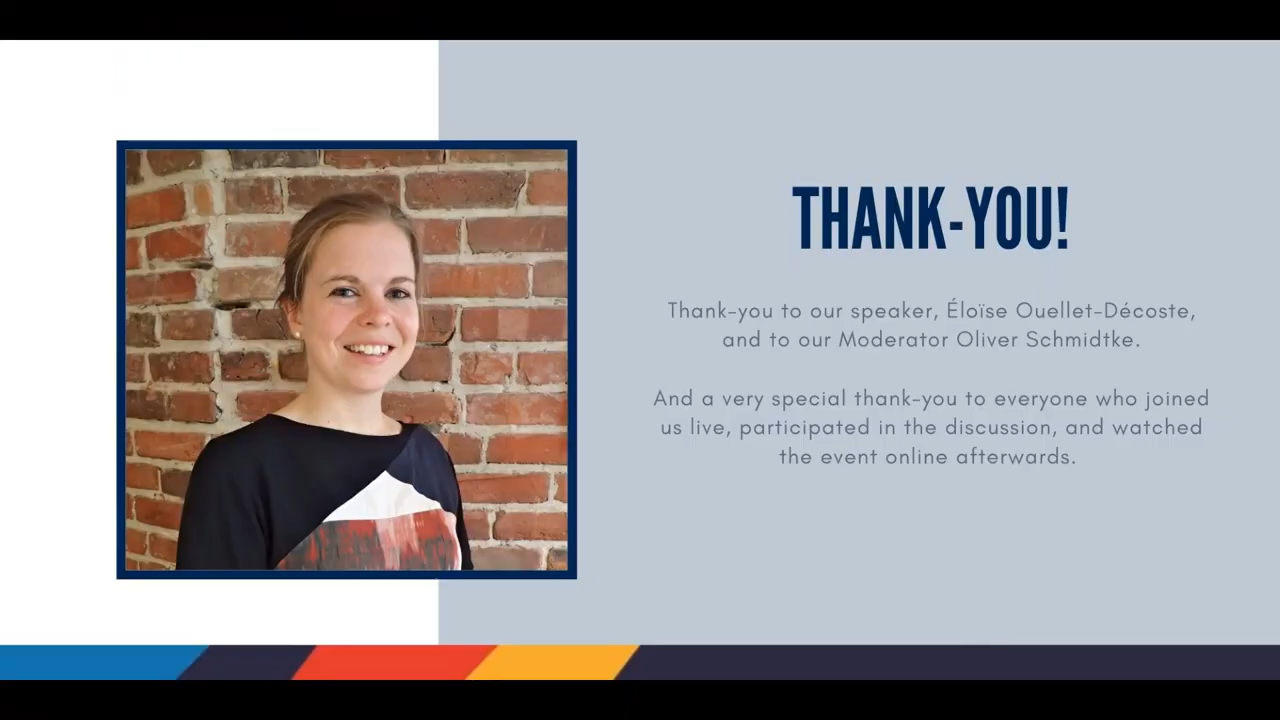 THANK-YOU!
Thank-you to our speaker, Éloïse Ouellet-Décoste,
and to our Moderator Oliver Schmidtke.
And a very special thank-you to everyone who joined
us live, participated in the discussion, and watched
the event online afterwards.